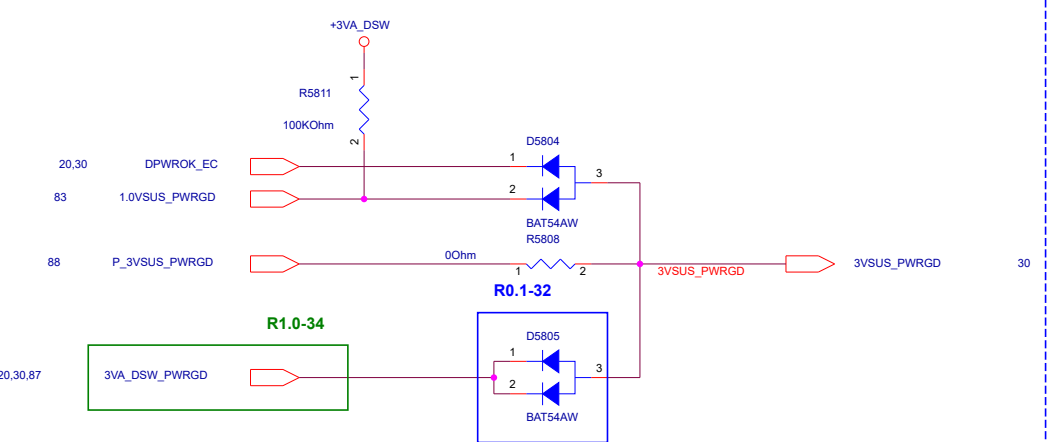 +3VA_DSW
1
R5811
100KOhm
2
D5804
20,30 DPWROK_EC 1
3
83 1.0VSUS_PWRGD 2
BAT54AW
R5808
88 P_3VSUS_PWRGD 0Ohm 1 2 3VSUS_PWRGD 3VSUS_PWRGD 30
R0.1-32
R1.0-34
D5805
1
20,30,87 3VA_DSW_PWRGD 3
2
BAT54AW